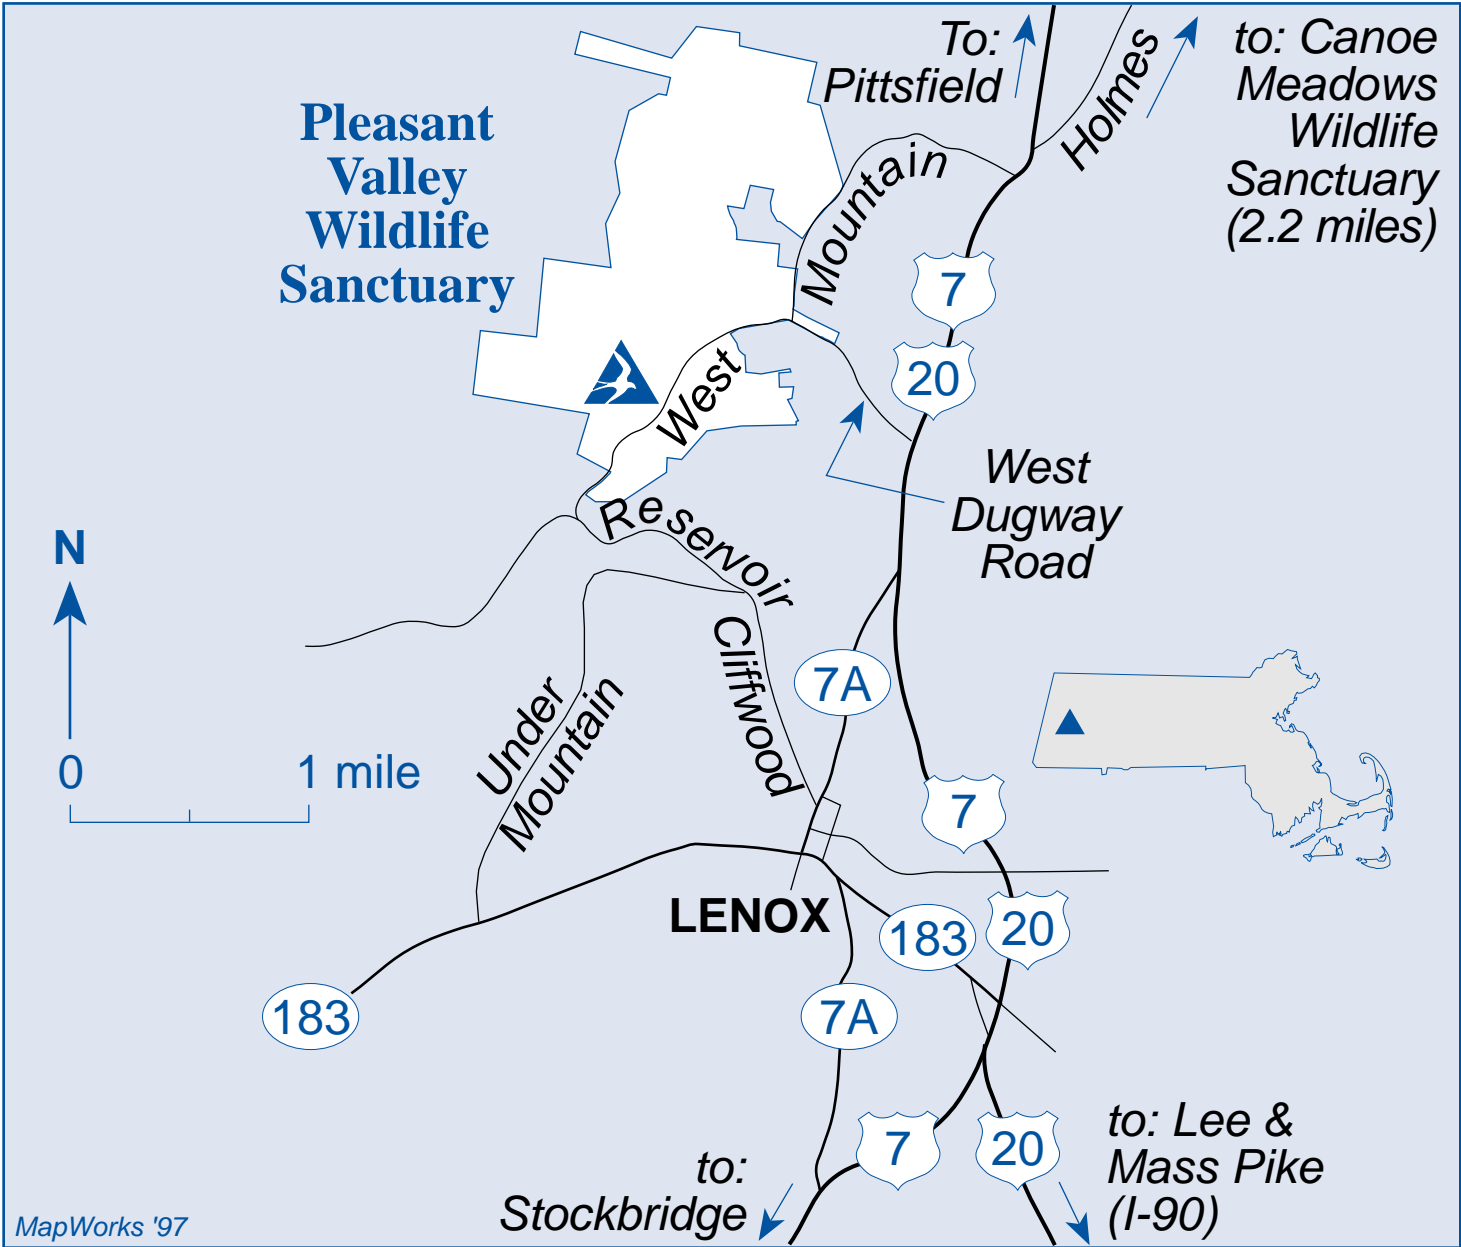 To:
Pittsfield
Holmes
to: Canoe
Meadows
Wildlife
Sanctuary
(2.2 miles)
Pleasant
Valley
Wildlife
Sanctuary
Mountain
7
20
West
West
Dugway
Road
Reservoir
N
0
1 mile
Under
Mountain
Cliffwood
7A
7
LENOX
183
20
183
7A
7
20
to:
Stockbridge
to: Lee &
Mass Pike
(I-90)
MapWorks '97